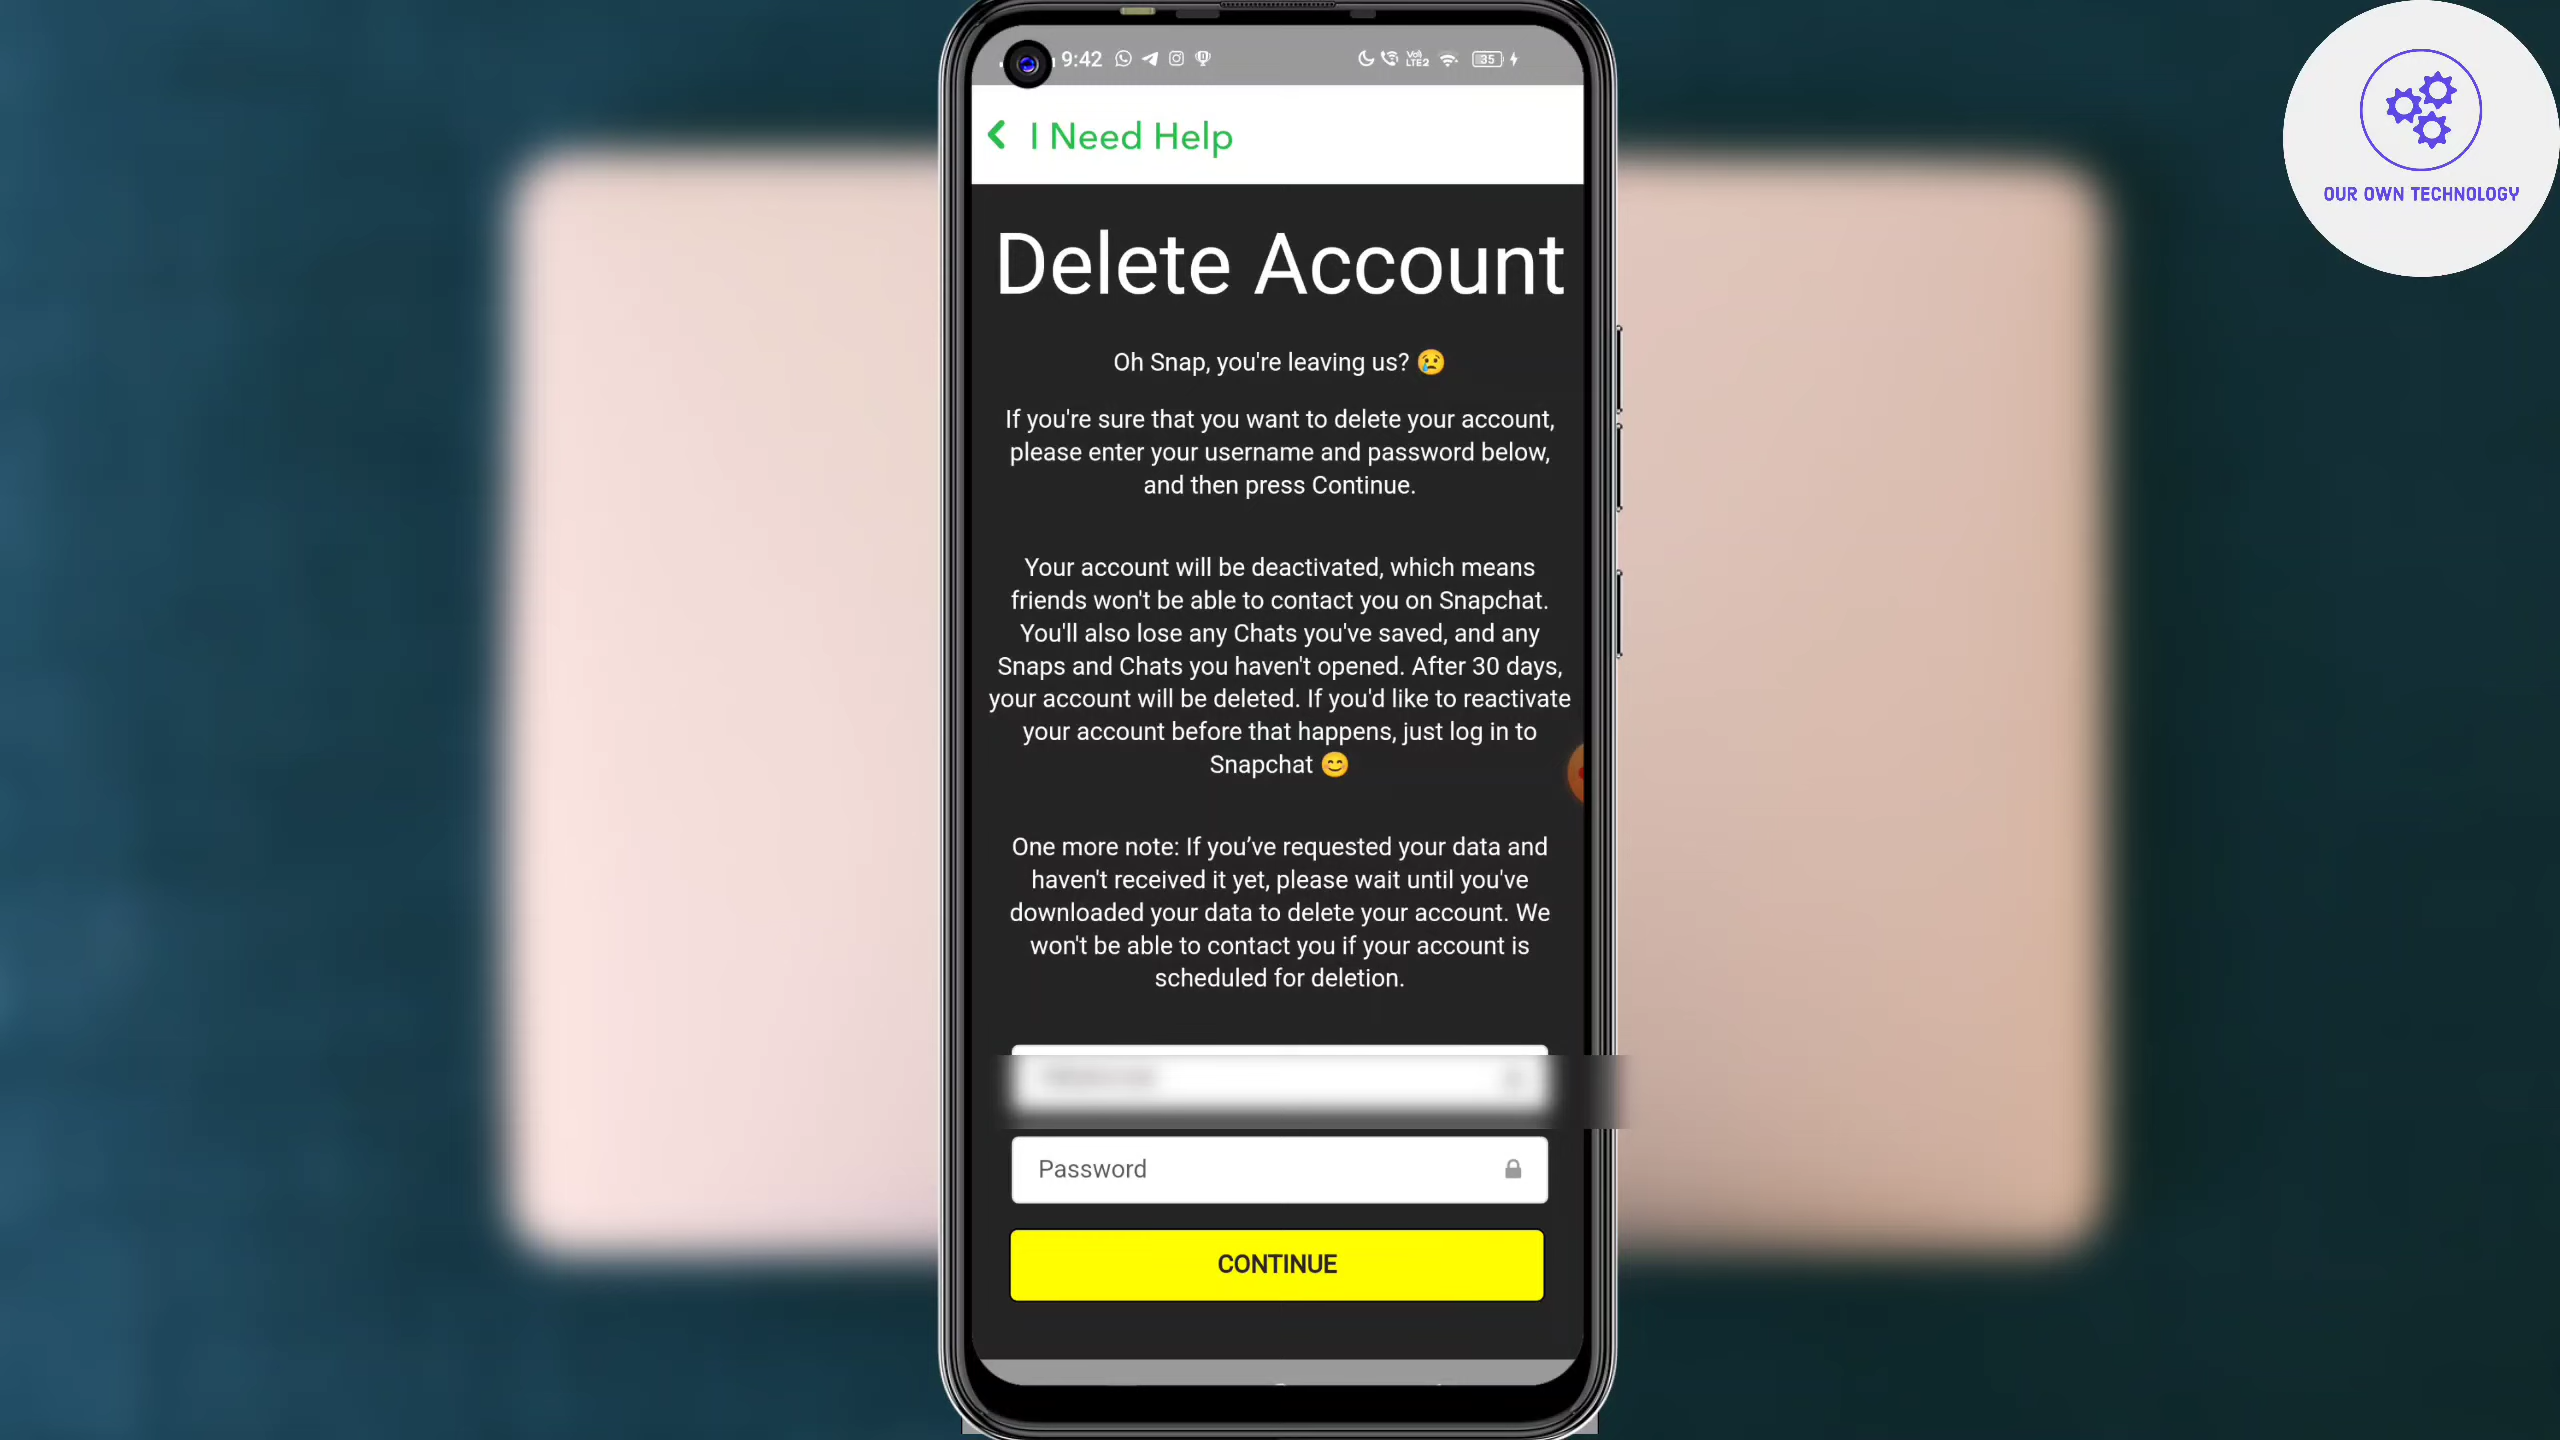 9:42
VoI)
LTE2
35
I Need Help
OUR OWN TECHNOLOGY
Delete Account
Oh Snap, you're leaving us? 😢
If you're sure that you want to delete your account,
please enter your username and password below,
and then press Continue.
Your account will be deactivated, which means
friends won't be able to contact you on Snapchat.
You'll also lose any Chats you've saved, and any
Snaps and Chats you haven't opened. After 30 days,
your account will be deleted. If you'd like to reactivate
your account before that happens, just log in to
Snapchat 😊
One more note: If you’ve requested your data and
haven't received it yet, please wait until you've
downloaded your data to delete your account. We
won't be able to contact you if your account is
scheduled for deletion.
Password
CONTINUE